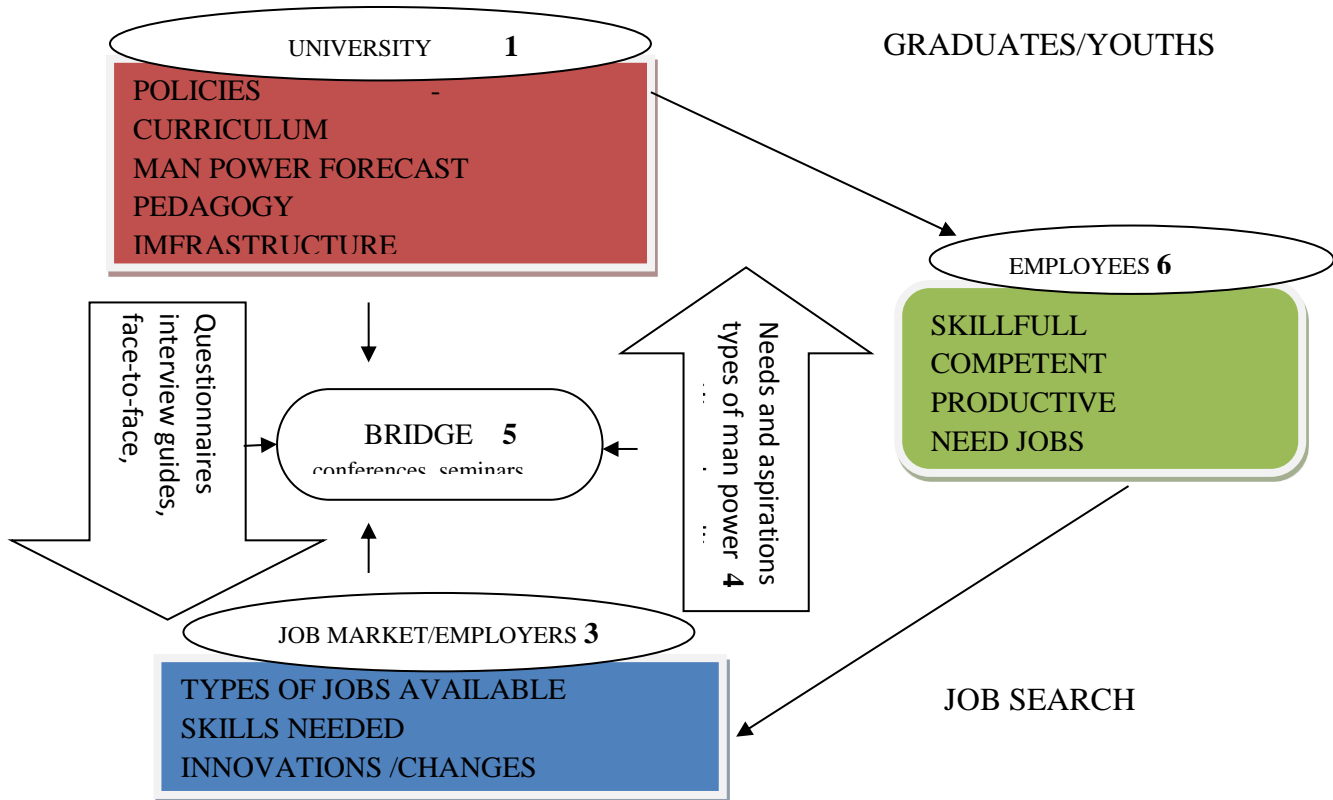 UNIVERSITY 1
GRADUATES/YOUTHS
POLICIES -
CURRICULUM
MAN POWER FORECAST
PEDAGOGY
IMFRASTRUCTURE
EMPLOYEES 6
SKILLFULL
COMPETENT
PRODUCTIVE
NEED JOBS
Questionnaires
interview guides,
face-to-face,
BRIDGE 5
conferences, seminars
Needs and aspirations
types of man power 4
JOB MARKET/EMPLOYERS 3
TYPES OF JOBS AVAILABLE
SKILLS NEEDED
INNOVATIONS /CHANGES
JOB SEARCH